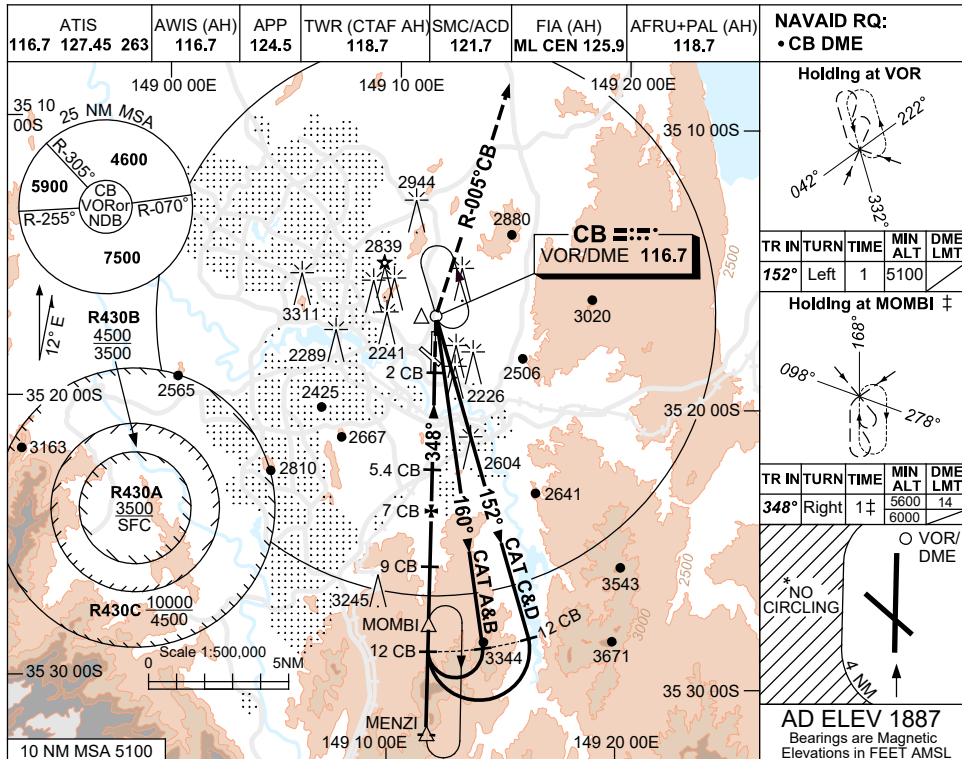 ATIS
116.7 127.45 263
AWIS (AH)
116.7
APP
124.5
TWR (CTAF AH)
118.7
SMC/ACD
121.7
FIA (AH)
ML CEN 125.9
AFRU+PAL (AH)
118.7
NAVAID RQ:
• CB DME
149 00 00E
149 10 00E
149 20 00E
35 10
00S
35 10 00S
25 NM MSA
R-305°
4600
5900
CB
VORor
NDB
R-255°
R-070°
7500
12° E
R-005°CB
2944
2880
CB
VOR/DME 116.7
2839
3311
2289
2241
2226
3020
2506
2500
R430B
4500
3500
2565
2 CB
35 20 00S
35 20 00S
2425
2667
3163
2810
348°
5.4 CB
2604
2641
R430A
3500
SFC
7 CB
160°
CAT A&B
152°
CAT C&D
9 CB
3543
2500
3000
R430C
10000
4500
3245
MOMBI
12 CB
12 CB
3344
3671
Scale 1:500,000
0
5NM
35 30 00S
35 30 00S
MENZI
149 10 00E
149 20 00E
10 NM MSA 5100
Holding at VOR
222°
042°
332°
TR IN TURN TIME MIN ALT DME LMT
152° Left 1 5100
Holding at MOMBI ‡
168°
098°
278°
TR IN TURN TIME MIN ALT DME LMT
348° Right 1‡ 5600 14
6000
VOR/
DME
*
NO
CIRCLING
4 NM
AD ELEV 1887
Bearings are Magnetic
Elevations in FEET AMSL